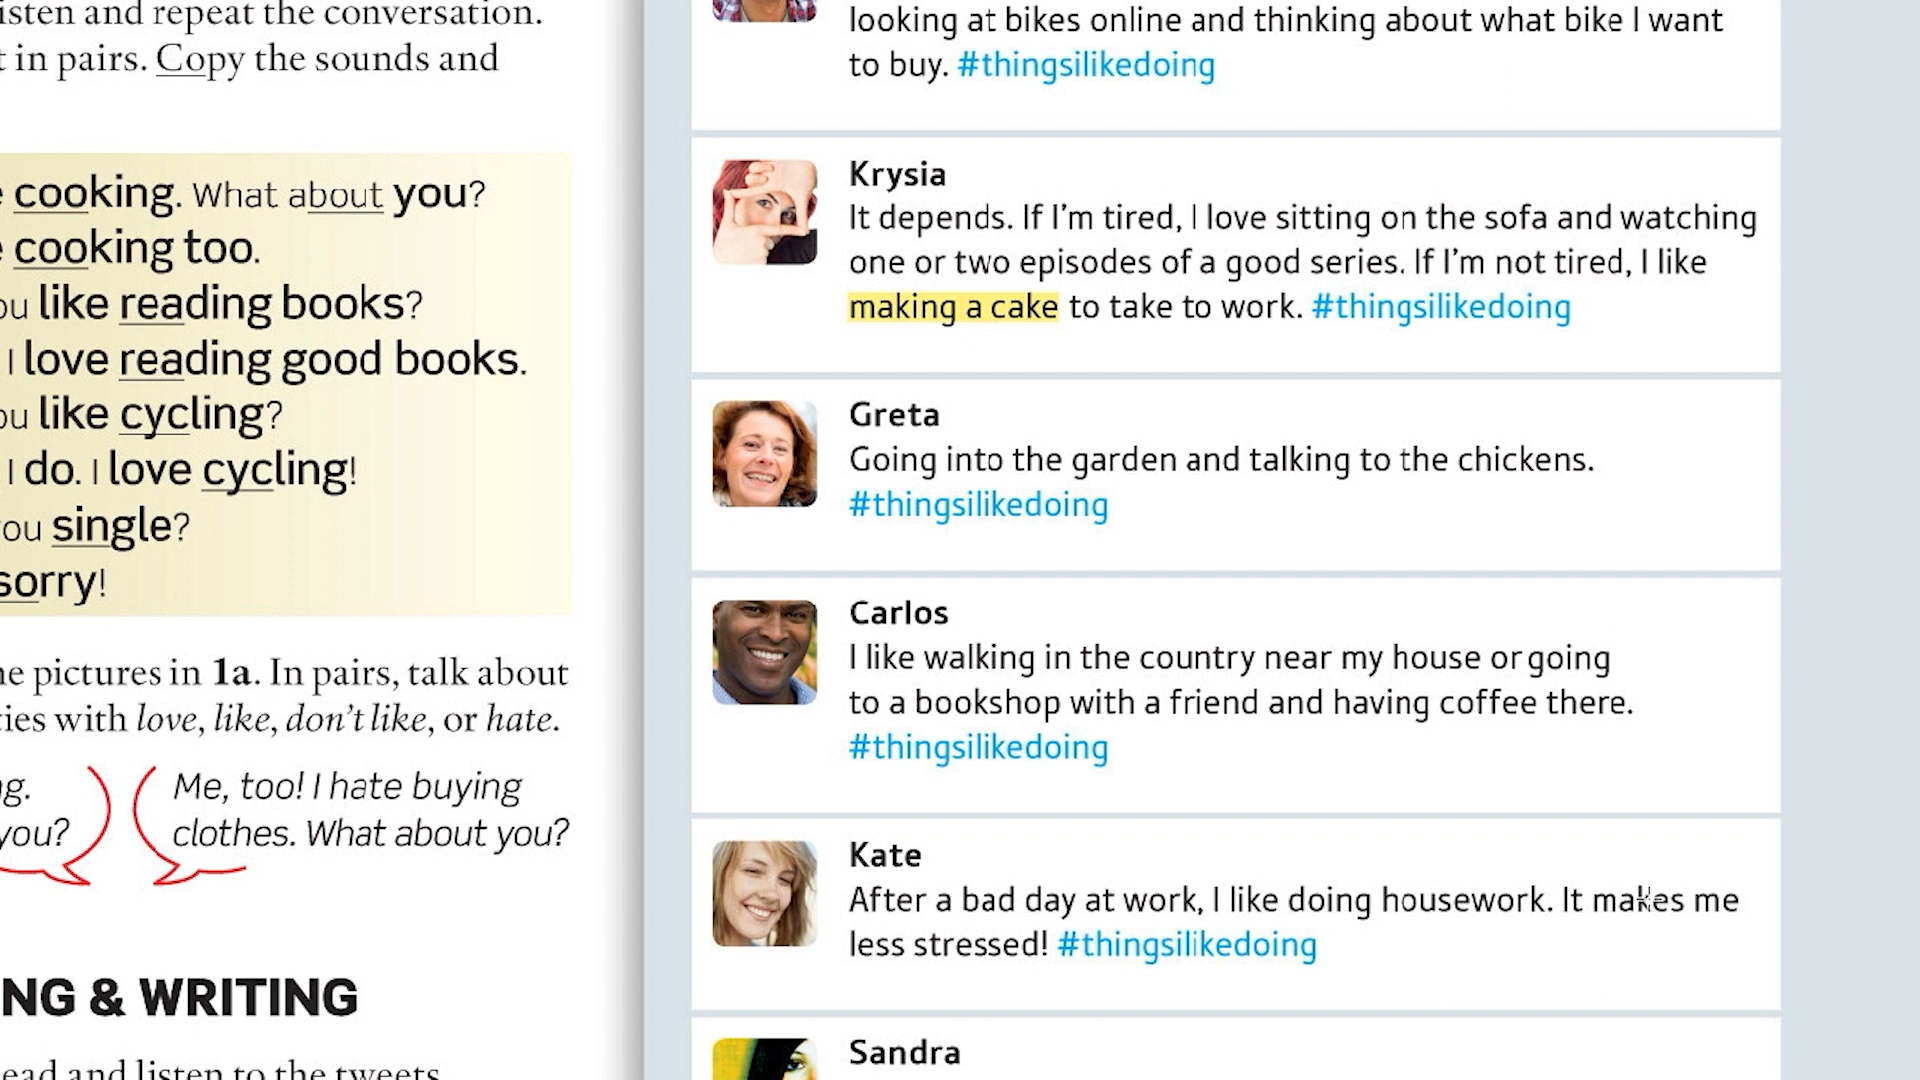 isten and repeat the conversation.
t in pairs. Copy the sounds and
e cooking. What about you?
e cooking too.
ou like reading books?
I love reading good books.
ou like cycling?
I do. I love cycling!
ou single?
sorry!
ne pictures in 1a. In pairs, talk about
ties with love, like, don't like, or hate.
g.
you?
Me, too! I hate buying
clothes. What about you?
NG & WRITING
ead and listen to the tweets
looking at bikes online and thinking about what bike I want
to buy. #thingsilikedoing
Krysia
It depends. If I'm tired, I love sitting on the sofa and watching
one or two episodes of a good series. If I'm not tired, I like
making a cake to take to work. #thingsilikedoing
Greta
Going into the garden and talking to the chickens.
#thingsilikedoing
Carlos
I like walking in the country near my house or going
to a bookshop with a friend and having coffee there.
#thingsilikedoing
Kate
After a bad day at work, I like doing housework. It makes me
less stressed! #thingsilikedoing
Sandra